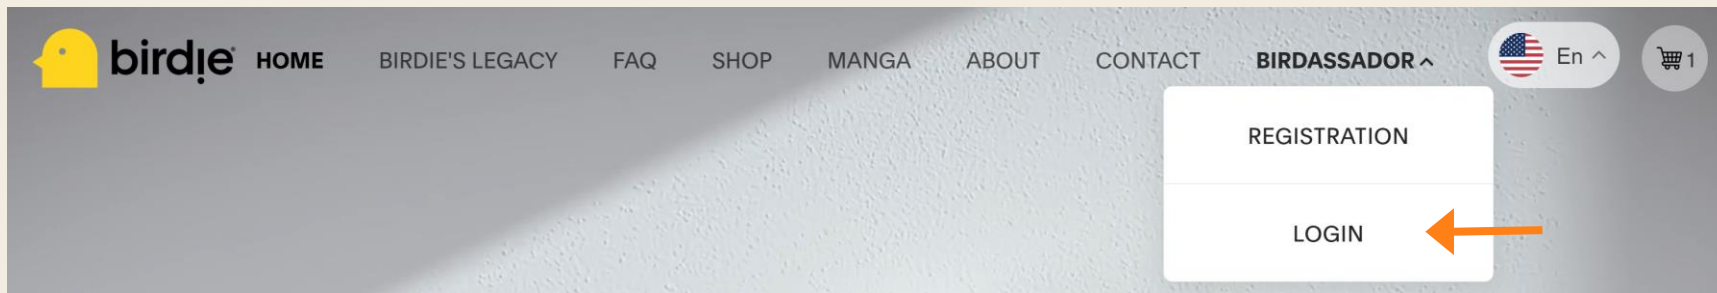 birdie HOME BIRDIE'S LEGACY FAQ SHOP MANGA ABOUT CONTACT BIRDASSADOR En 1
REGISTRATION
LOGIN